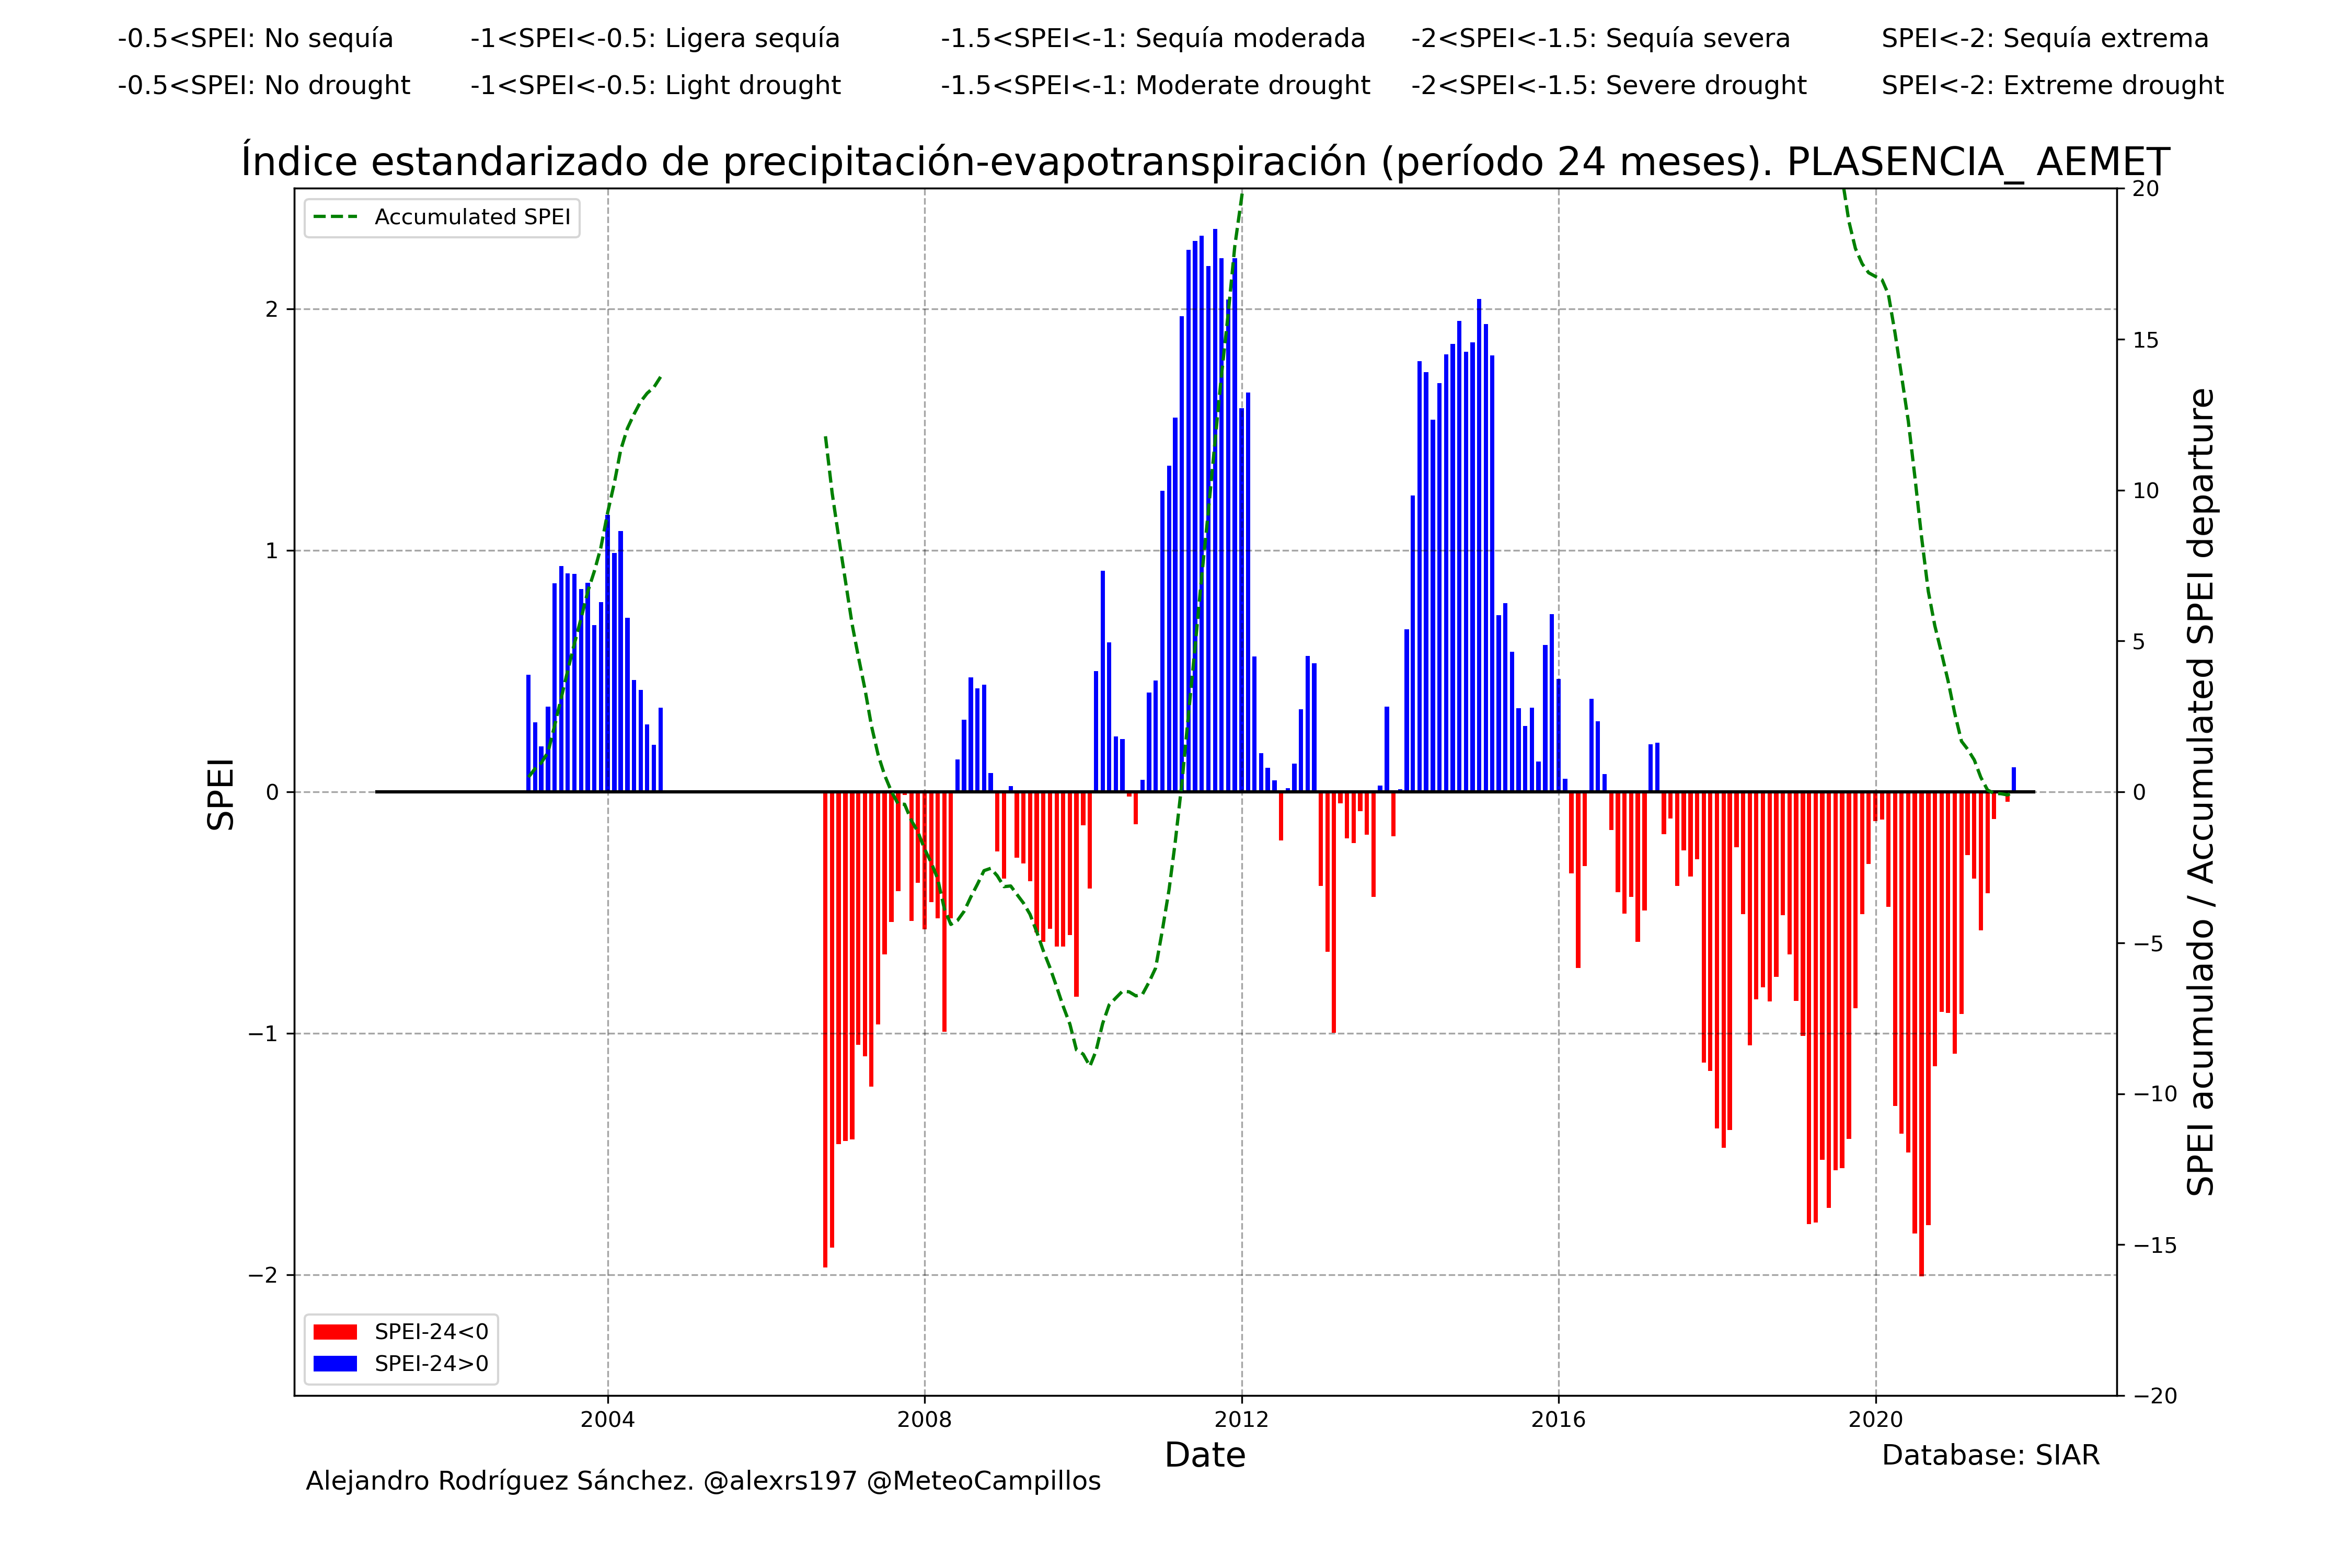 -0.5<SPEI: No sequía -1<SPEI<-0.5: Ligera sequía -1.5<SPEI<-1: Sequía moderada -2<SPEI<-1.5: Sequía severa SPEI<-2: Sequía extrema
-0.5<SPEI: No drought -1<SPEI<-0.5: Light drought -1.5<SPEI<-1: Moderate drought -2<SPEI<-1.5: Severe drought SPEI<-2: Extreme drought
Índice estandarizado de precipitación-evapotranspiración (período 24 meses). PLASENCIA_ AEMET
Accumulated SPEI
2
1
0
−1
−2
SPEI
20
15
10
5
0
−5
−10
−15
−20
SPEI acumulado / Accumulated SPEI departure
SPEI-24<0
SPEI-24>0
2004 2008 2012 2016 2020
Date
Database: SIAR
Alejandro Rodríguez Sánchez. @alexrs197 @MeteoCampillos